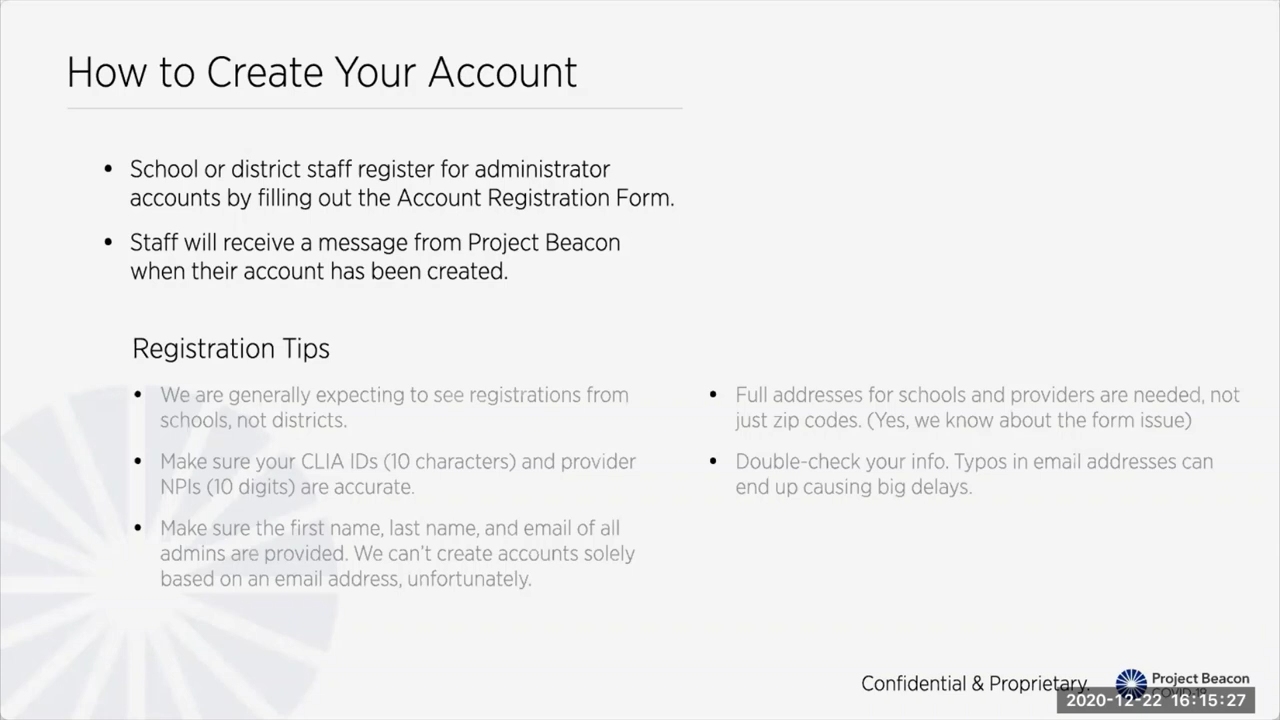 How to Create Your Account
• School or district staff register for administrator
accounts by filling out the Account Registration Form.
• Staff will receive a message from Project Beacon
when their account has been created.
Registration Tips
• We are generally expecting to see registrations from
schools, not districts.
• Make sure your CLIA IDs (10 characters) and provider
NPIs (10 digits) are accurate.
• Make sure the first name, last name, and email of all
admins are provided. We can't create accounts solely
based on an email address, unfortunately.
• Full addresses for schools and providers are needed, not
just zip codes. (Yes, we know about the form issue)
• Double-check your info. Typos in email addresses can
end up causing big delays.
Confidential & Proprietary.
Project Beacon
COVID-19
2020-12-22 16:15:27